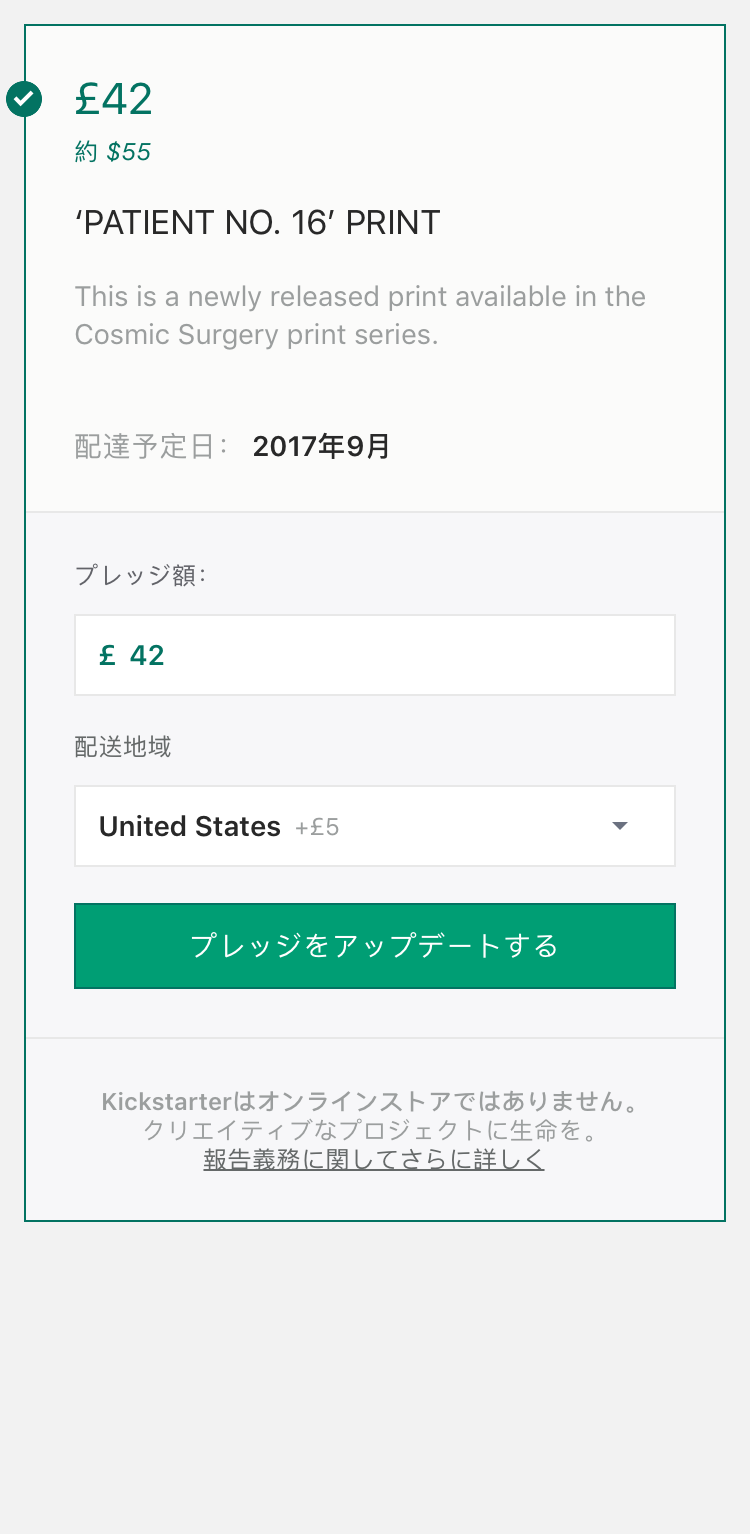 £42
約 $55
‘PATIENT NO. 16’ PRINT
This is a newly released print available in the
Cosmic Surgery print series.
配達予定日： 2017年9月
プレッジ額：
£ 42
配送地域
United States +£5
プレッジをアップデートする
Kickstarterはオンラインストアではありません。
クリエイティブなプロジェクトに生命を。
報告義務に関してさらに詳しく